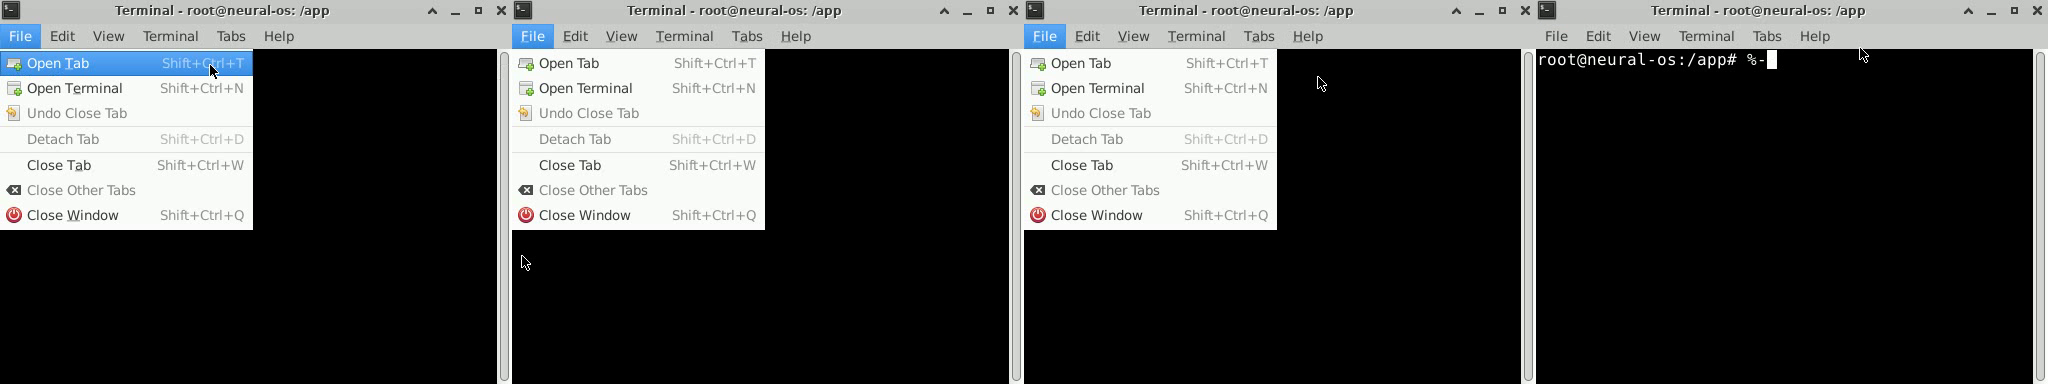 Terminal - root@neural-os: /app
File Edit View Terminal Tabs Help
Open Tab Shift+Ctrl+T
Open Terminal Shift+Ctrl+N
Undo Close Tab
Detach Tab Shift+Ctrl+D
Close Tab Shift+Ctrl+W
Close Other Tabs
Close Window Shift+Ctrl+Q
Terminal - root@neural-os: /app
File Edit View Terminal Tabs Help
Open Tab Shift+Ctrl+T
Open Terminal Shift+Ctrl+N
Undo Close Tab
Detach Tab Shift+Ctrl+D
Close Tab Shift+Ctrl+W
Close Other Tabs
Close Window Shift+Ctrl+Q
Terminal - root@neural-os: /app
File Edit View Terminal Tabs Help
Open Tab Shift+Ctrl+T
Open Terminal Shift+Ctrl+N
Undo Close Tab
Detach Tab Shift+Ctrl+D
Close Tab Shift+Ctrl+W
Close Other Tabs
Close Window Shift+Ctrl+Q
Terminal - root@neural-os: /app
File Edit View Terminal Tabs Help
root@neural-os:/app# %-